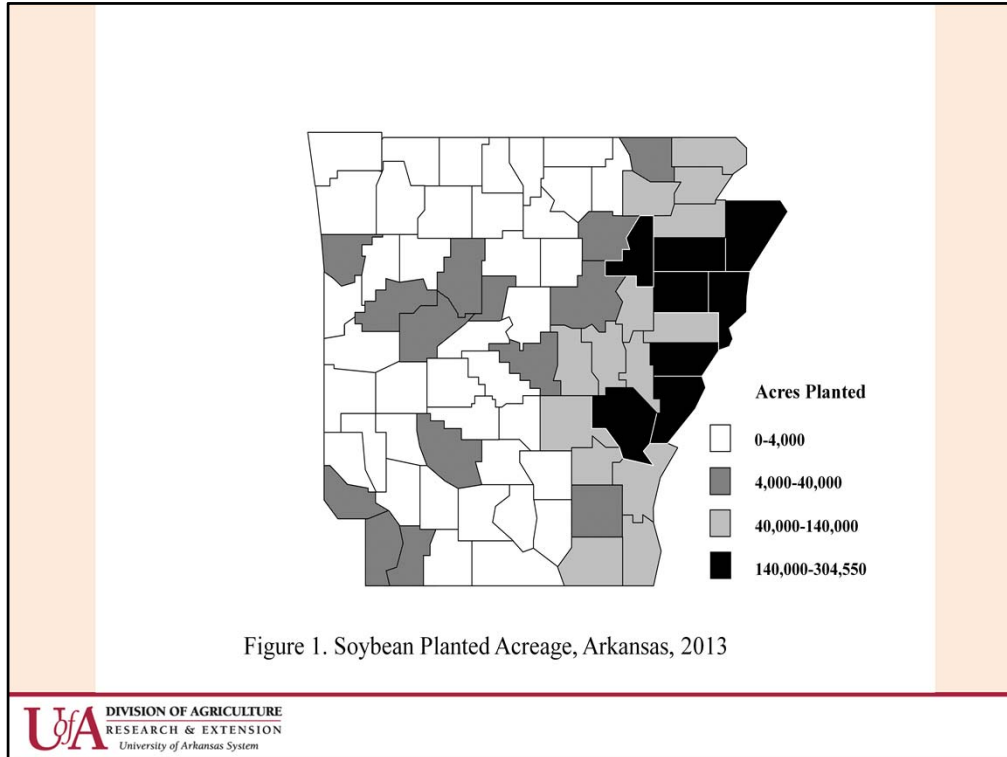 Acres Planted
0-4,000
4,000-40,000
40,000-140,000
140,000-304,550
Figure 1. Soybean Planted Acreage, Arkansas, 2013
UofA DIVISION OF AGRICULTURE
RESEARCH & EXTENSION
University of Arkansas System